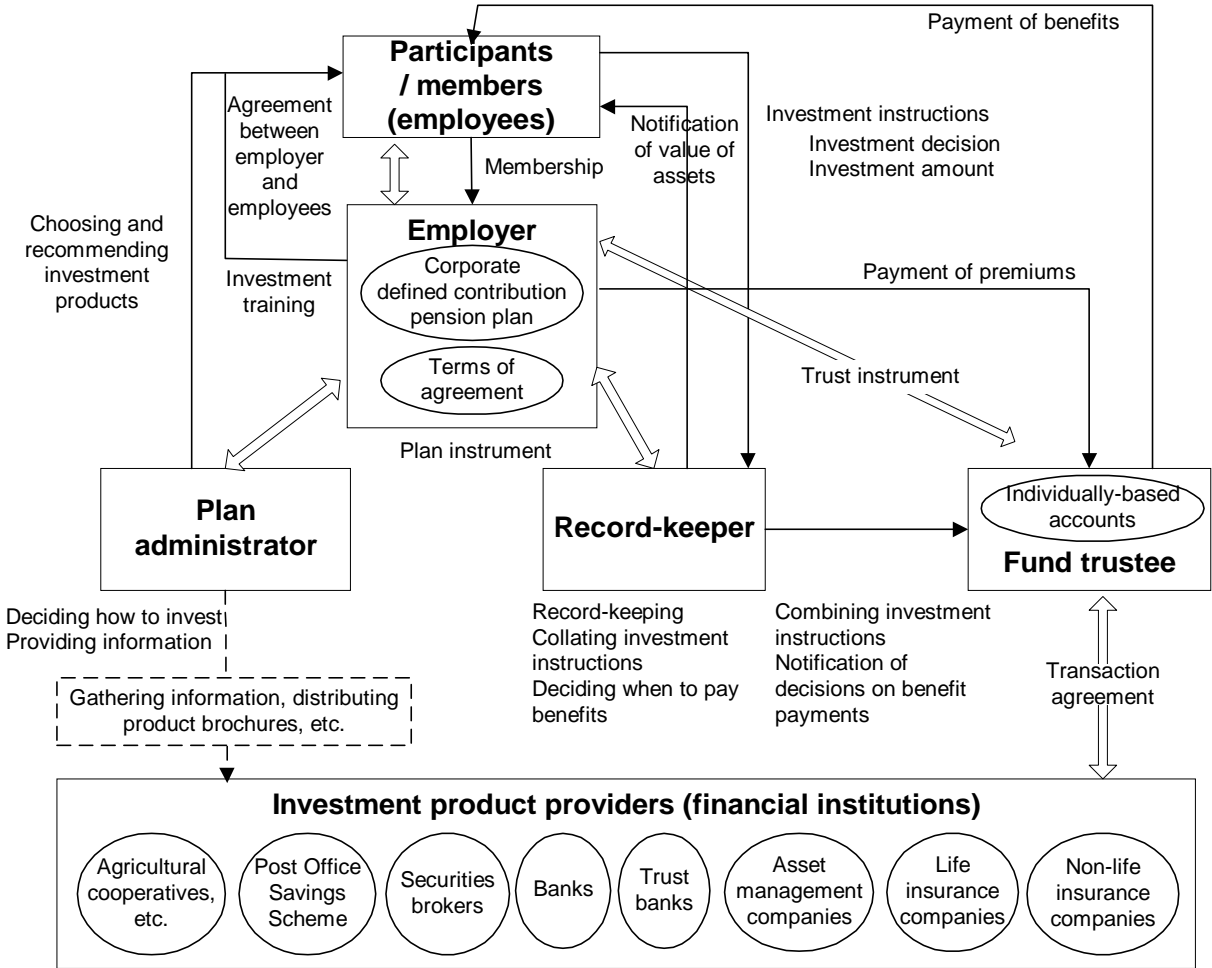 Payment of benefits
Participants
/ members
(employees)
Agreement
between
employer
and
employees
Notification
of value of
assets
Investment instructions
Investment decision
Investment amount
Membership
Choosing and
recommending
investment
products
Employer
Corporate
defined contribution
pension plan
Terms of
agreement
Investment
training
Payment of premiums
Trust instrument
Plan instrument
Plan
administrator
Record-keeper
Individually-based
accounts
Fund trustee
Deciding how to invest
Providing information
Record-keeping
Collating investment
instructions
Deciding when to pay
benefits
Combining investment
instructions
Notification of
decisions on benefit
payments
Transaction
agreement
Gathering information, distributing
product brochures, etc.
Investment product providers (financial institutions)
Agricultural
cooperatives,
etc.
Post Office
Savings
Scheme
Securities
brokers
Banks
Trust
banks
Asset
management
companies
Life
insurance
companies
Non-life
insurance
companies